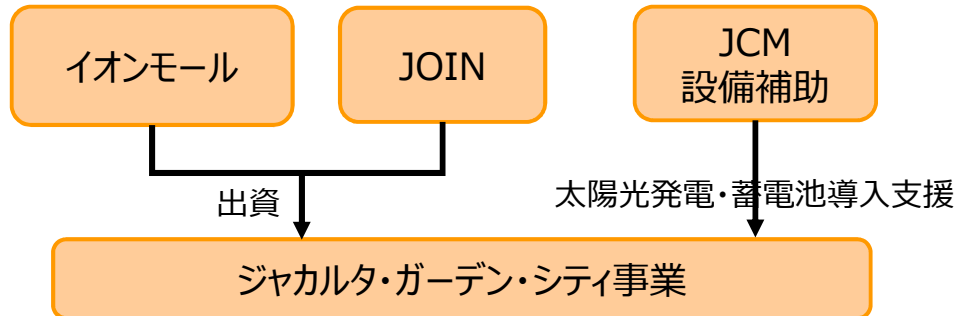 イオンモール
JOIN
JCM
設備補助
出資
太陽光発電・蓄電池導入支援
ジャカルタ・ガーデン・シティ事業